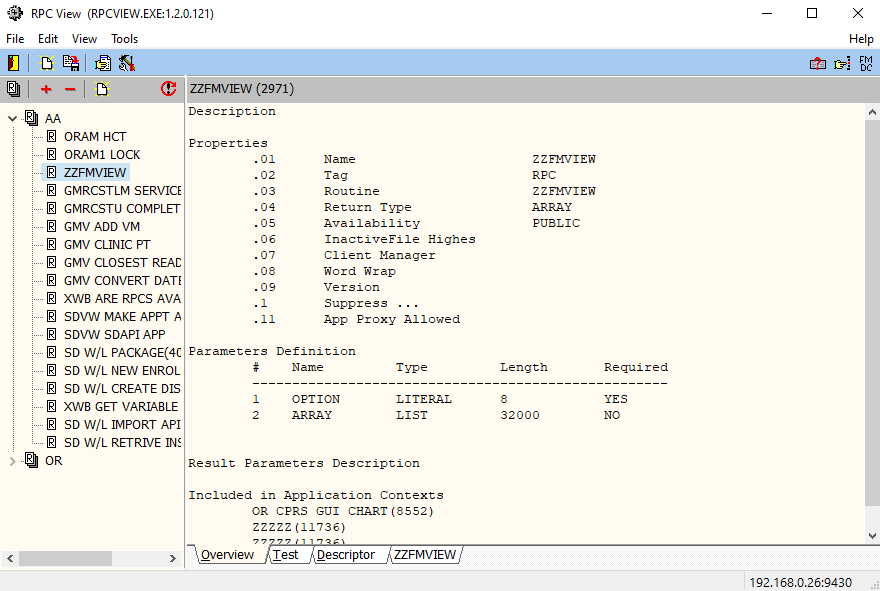 RPC View (RPCVIEW.EXE:1.2.0.121)
File Edit View Tools Help
FM DC
ZZFMVIEW (2971)
AA
ORAM HCT
ORAM1 LOCK
ZZFMVIEW
GMRCSTLM SERVICE
GMRCSTU COMPLET
GMV ADD VM
GMV CLINIC PT
GMV CLOSEST READ
GMV CONVERT DATE
XWB ARE RPCS AVA
SDVW MAKE APPT A
SDVW SDAPI APP
SD W/L PACKAGE(40
SD W/L NEW ENROL
SD W/L CREATE DIS
XWB GET VARIABLE
SD W/L IMPORT API
SD W/L RETRIVE INS
OR
Description
Properties
.01 Name ZZFMVIEW
.02 Tag RPC
.03 Routine ZZFMVIEW
.04 Return Type ARRAY
.05 Availability PUBLIC
.06 InactiveFile Highes
.07 Client Manager
.08 Word Wrap
.09 Version
.1 Suppress ...
.11 App Proxy Allowed
Parameters Definition
# Name Type Length Required
----------------------------------------------------
1 OPTION LITERAL 8 YES
2 ARRAY LIST 32000 NO
Result Parameters Description
Included in Application Contexts
OR CPRS GUI CHART(8552)
ZZZZZ(11736)
ZZZZZ(11736)
Overview Test Descriptor ZZFMVIEW
192.168.0.26:9430